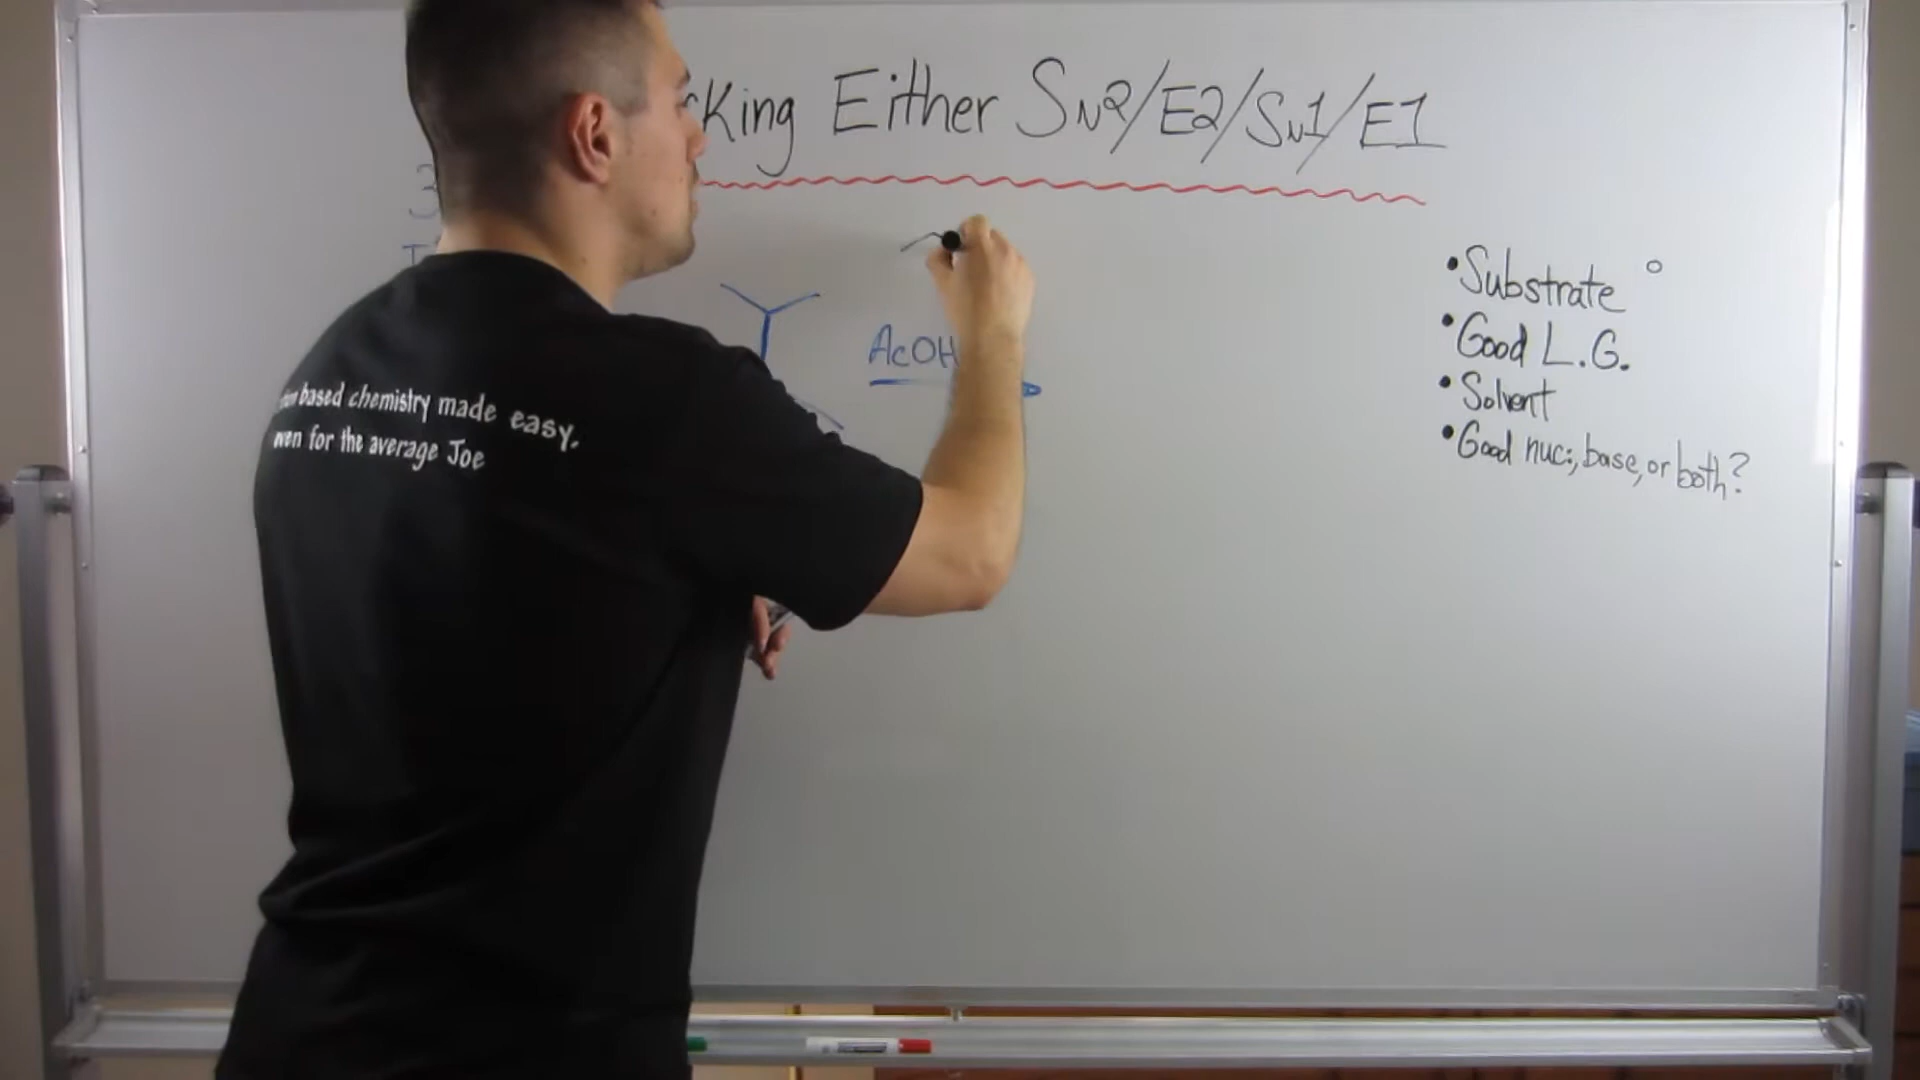 Either SN2/E2/SN1/E1
3
AcOH
• Substrate °
• Good L.G.
• Solvent
• Good nuc:, base, or both?
based chemistry made easy.
even for the average Joe